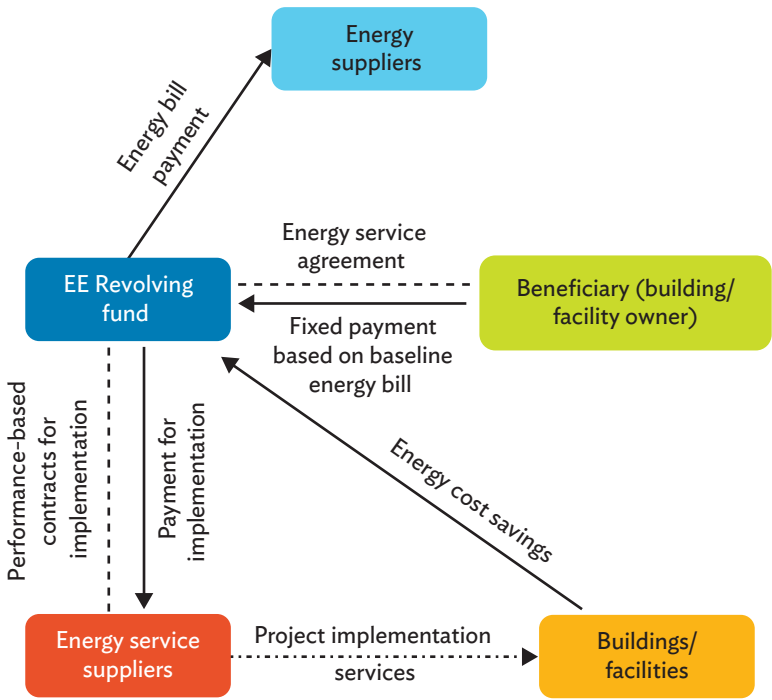 Energy
suppliers
Energy bill
payment
Energy service
agreement
EE Revolving
fund
Beneficiary (building/
facility owner)
Fixed payment
based on baseline
energy bill
Performance-based
contracts for
implementation
Payment for
implementation
Energy cost savings
Energy service
suppliers
Project implementation
services
Buildings/
facilities